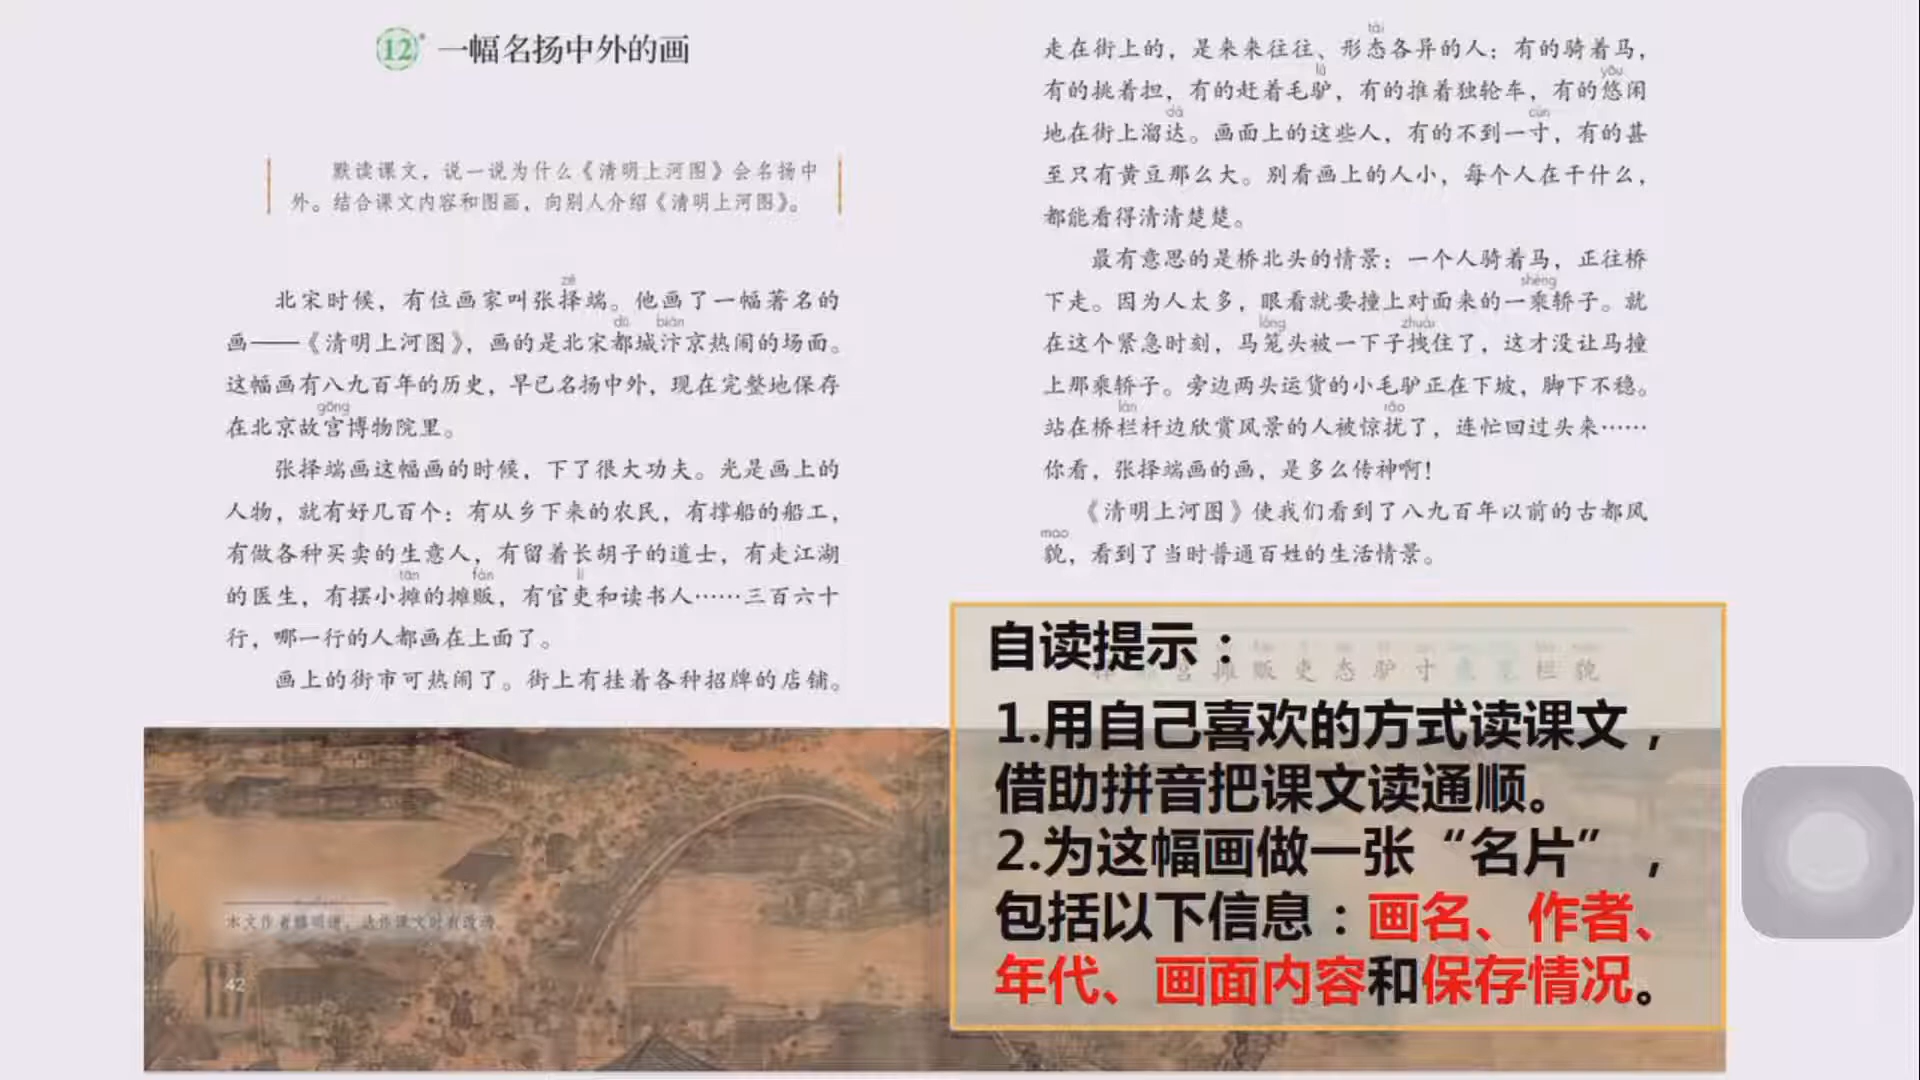 12* 一幅名扬中外的画
默读课文，说一说为什么《清明上河图》会名扬中
外。结合课文内容和图画，向别人介绍《清明上河图》。
zé
北宋时候，有位画家叫张择端。他画了一幅著名的
dū biàn
画——《清明上河图》，画的是北宋都城汴京热闹的场面。
这幅画有八九百年的历史，早已名扬中外，现在完整地保存
gōng
在北京故宫博物院里。
张择端画这幅画的时候，下了很大功夫。光是画上的
人物，就有好几百个：有从乡下来的农民，有撑船的船工，
有做各种买卖的生意人，有留着长胡子的道士，有走江湖
tān fàn lì
的医生，有摆小摊的摊贩，有官吏和读书人……三百六十
行，哪一行的人都画在上面了。
画上的街市可热闹了。街上有挂着各种招牌的店铺。
42
tài
走在街上的，是来来往往、形态各异的人：有的骑着马，
lǘ yōu
有的挑着担，有的赶着毛驴，有的推着独轮车，有的悠闲
dá cùn
地在街上溜达。画面上的这些人，有的不到一寸，有的甚
至只有黄豆那么大。别看画上的人小，每个人在干什么，
都能看得清清楚楚。
最有意思的是桥北头的情景：一个人骑着马，正往桥
shèng
下走。因为人太多，眼看就要撞上对面来的一乘轿子。就
lóng zhuài
在这个紧急时刻，马笼头被一下子拽住了，这才没让马撞
上那乘轿子。旁边两头运货的小毛驴正在下坡，脚下不稳。
lán rǎo
站在桥栏杆边欣赏风景的人被惊扰了，连忙回过头来……
你看，张择端画的画，是多么传神啊！
《清明上河图》使我们看到了八九百年以前的古都风
mào
貌，看到了当时普通百姓的生活情景。
自读提示：
摊 贩 吏 态 驴 寸 栏 貌
1.用自己喜欢的方式读课文，
借助拼音把课文读通顺。
2.为这幅画做一张“名片”，
包括以下信息：画名、作者、
年代、画面内容和保存情况。